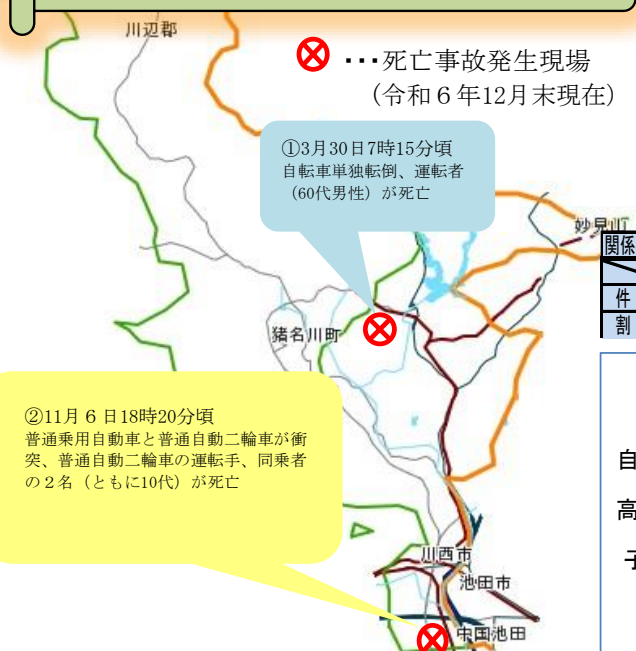 川辺郡
・・・死亡事故発生現場
（令和６年12月末現在）
①3月30日7時15分頃
自転車単独転倒、運転者
（60代男性）が死亡
妙見山
関係
件
割
猪名川町
②11月６日18時20分頃
普通乗用自動車と普通自動二輪車が衝
突、普通自動二輪車の運転手、同乗者
の２名（ともに10代）が死亡
自
高
子
川西市
池田市
中国池田